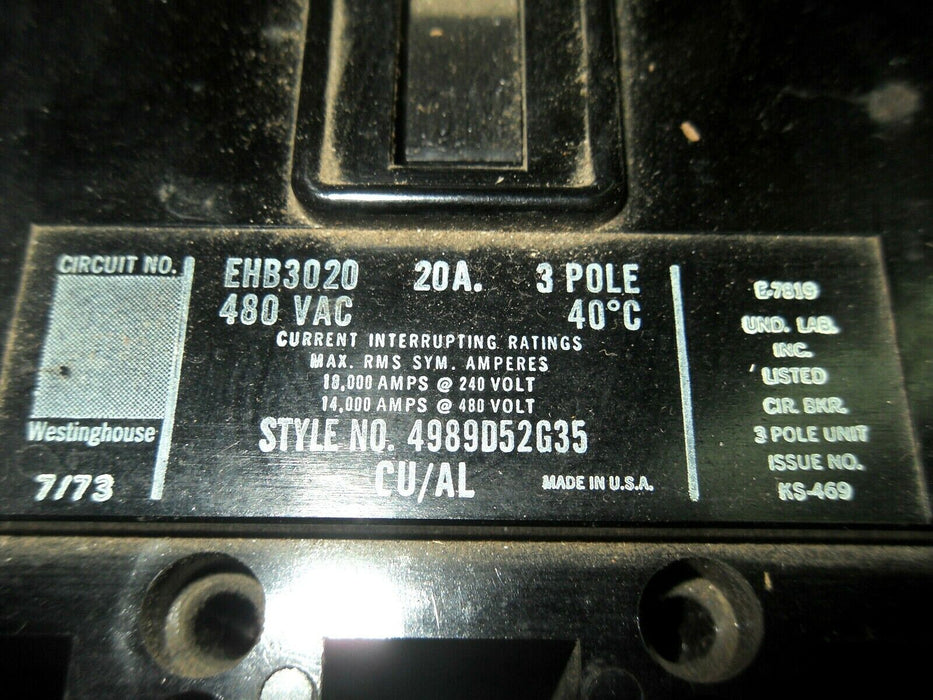 CIRCUIT NO.
Westinghouse
7/73
EHB3020 20A. 3 POLE
480 VAC 40°C
CURRENT INTERRUPTING RATINGS
MAX. RMS SYM. AMPERES
18,000 AMPS @ 240 VOLT
14,000 AMPS @ 480 VOLT
STYLE NO. 4989D52G35
CU/AL MADE IN U.S.A.
E-7819
UND. LAB.
INC.
LISTED
CIR. BKR.
3 POLE UNIT
ISSUE NO.
KS-469